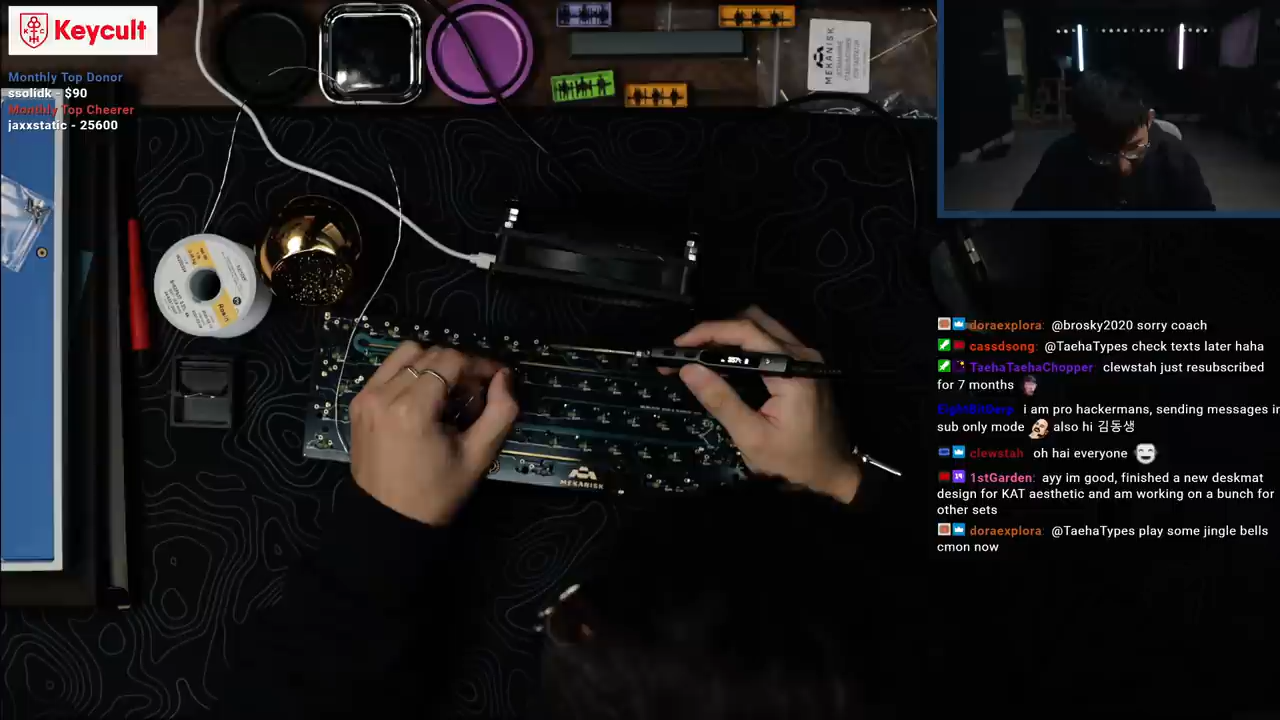 Keycult
Monthly Top Donor
ssolidk - $90
Monthly Top Cheerer
jaxxstatic - 25600
MEKANISK
MEKANISK
doraexplora: @brosky2020 sorry coach
cassdsong: @TaehaTypes check texts later haha
TaehaTaehaChopper: clewstah just resubscribed
for 7 months
EightBitDerp: i am pro hackermans, sending messages in
sub only mode also hi 김동생
clewstah: oh hai everyone
1stGarden: ayy im good, finished a new deskmat
design for KAT aesthetic and am working on a bunch for
other sets
doraexplora: @TaehaTypes play some jingle bells
cmon now